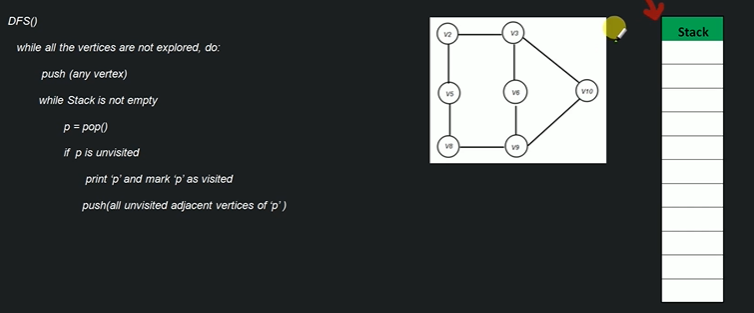 DFS()
while all the vertices are not explored, do:
push (any vertex)
while Stack is not empty
p = pop()
if p is unvisited
print ‘p’ and mark ‘p’ as visited
push(all unvisited adjacent vertices of ‘p’ )
V2
V3
V5
V6
V10
V8
V9
Stack